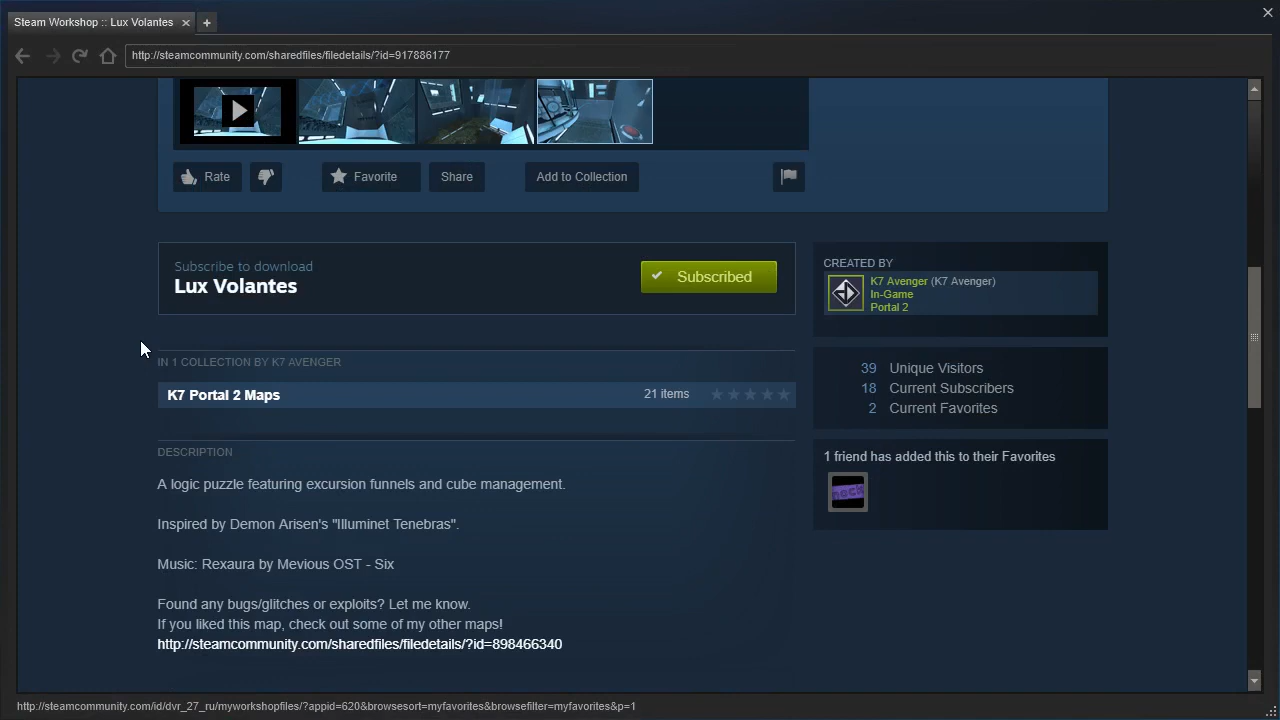 Steam Workshop :: Lux Volantes
http://steamcommunity.com/sharedfiles/filedetails/?id=917886177
Rate
Favorite
Share
Add to Collection
Subscribe to download
Lux Volantes
Subscribed
CREATED BY
K7 Avenger (K7 Avenger)
In-Game
Portal 2
IN 1 COLLECTION BY K7 AVENGER
K7 Portal 2 Maps
21 items
39 Unique Visitors
18 Current Subscribers
2 Current Favorites
DESCRIPTION
1 friend has added this to their Favorites
A logic puzzle featuring excursion funnels and cube management.
Inspired by Demon Arisen's "Illuminet Tenebras".
Music: Rexaura by Mevious OST - Six
Found any bugs/glitches or exploits? Let me know.
If you liked this map, check out some of my other maps!
http://steamcommunity.com/sharedfiles/filedetails/?id=898466340
http://steamcommunity.com/id/dvr_27_ru/myworkshopfiles/?appid=620&browsesort=myfavorites&browsefilter=myfavorites&p=1